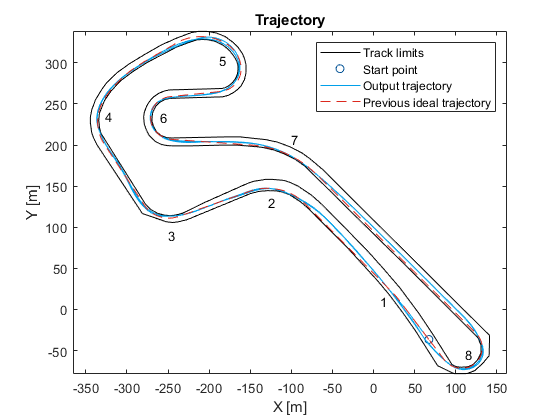 Trajectory
Track limits
Start point
Output trajectory
Previous ideal trajectory
5
4
6
7
2
3
1
8
300
250
200
150
100
50
0
-50
Y [m]
-350 -300 -250 -200 -150 -100 -50 0 50 100 150
X [m]